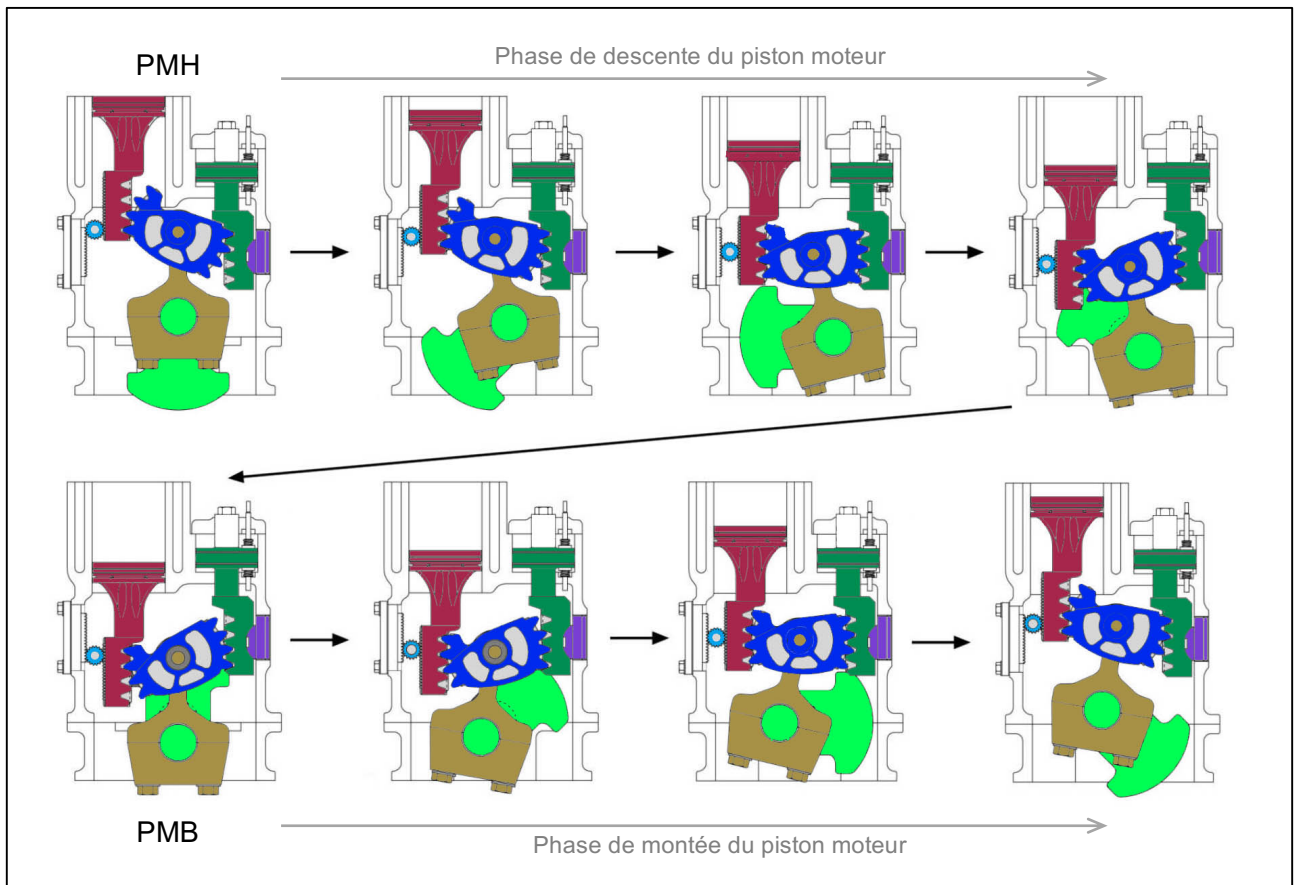 Phase de descente du piston moteur
PMH
PMB
Phase de montée du piston moteur